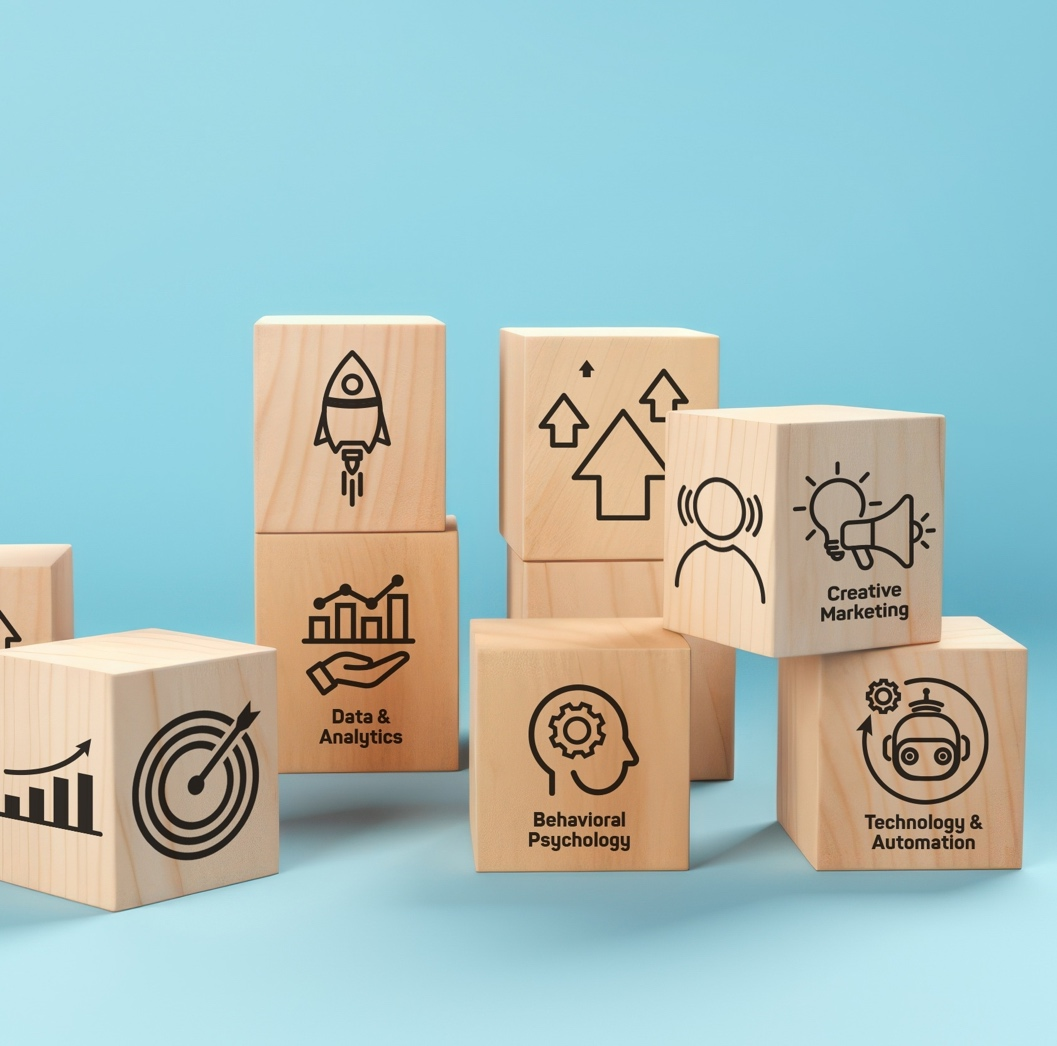 Data &
Analytics
Behavioral
Psychology
Creative
Marketing
Technology &
Automation